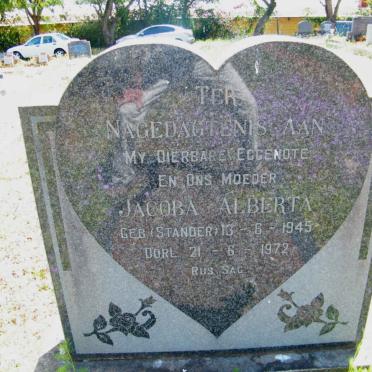 TER
NAGEDAGTENIS AAN
MY DIERBARE EGGENOTE
EN ONS MOEDER
JACOBA ALBERTA
GEB (STANDER) 13-6-1945
OORL. 21-6-1972
RUS SAG